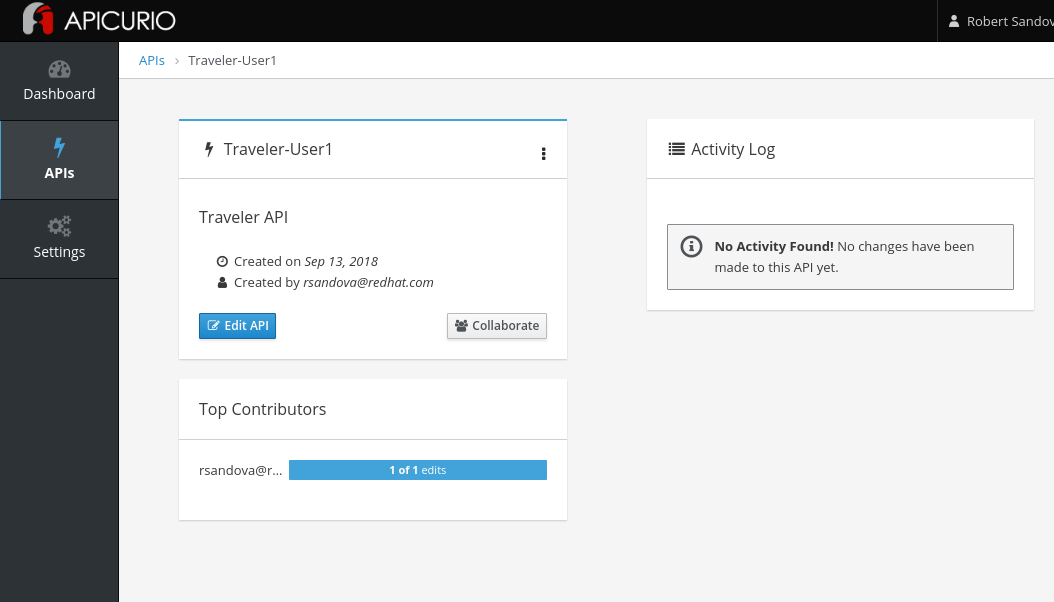 APICURIO
Robert Sandov
Dashboard
APIs
Settings
APIs › Traveler-User1
Traveler-User1
Traveler API
Created on Sep 13, 2018
Created by rsandova@redhat.com
Edit API
Collaborate
Top Contributors
rsandova@r... 1 of 1 edits
Activity Log
No Activity Found! No changes have been
made to this API yet.